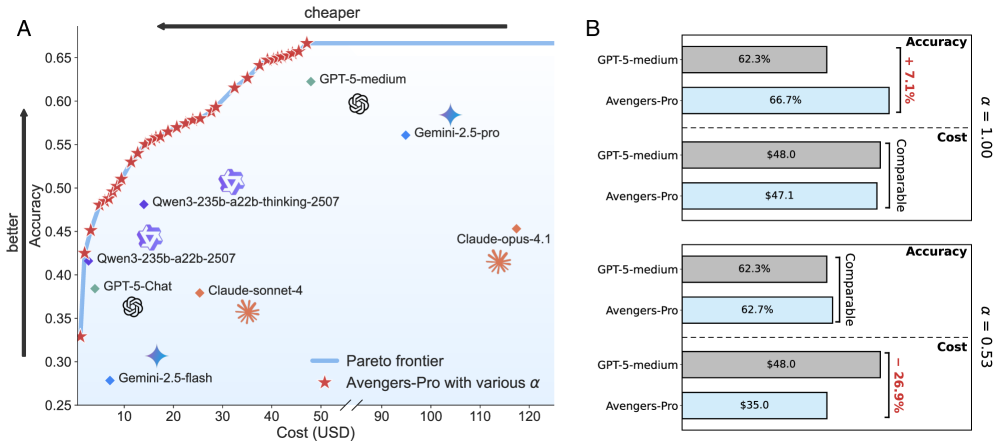 A
cheaper
better
Accuracy
0.65
0.60
0.55
0.50
0.45
0.40
0.35
0.30
0.25
GPT-5-medium
Gemini-2.5-pro
Qwen3-235b-a22b-thinking-2507
Claude-opus-4.1
Qwen3-235b-a22b-2507
GPT-5-Chat
Claude-sonnet-4
Gemini-2.5-flash
Pareto frontier
Avengers-Pro with various α
10
20
30
40
50
90
100
110
120
Cost (USD)
B
Accuracy
GPT-5-medium
62.3%
Avengers-Pro
66.7%
+ 7.1%
Cost
GPT-5-medium
$48.0
Avengers-Pro
$47.1
Comparable
α = 1.00
Accuracy
GPT-5-medium
62.3%
Avengers-Pro
62.7%
Comparable
Cost
GPT-5-medium
$48.0
Avengers-Pro
$35.0
− 26.9%
α = 0.53